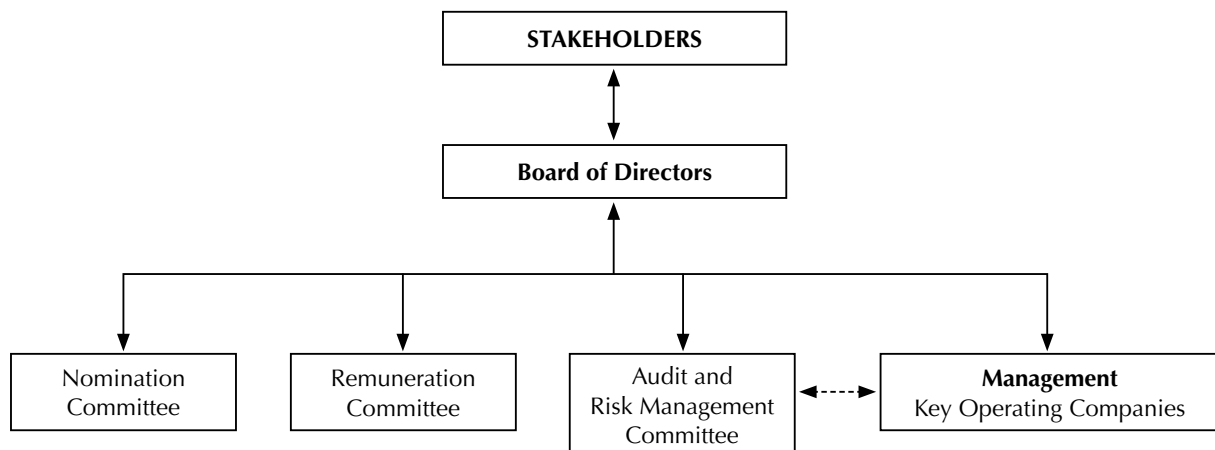 STAKEHOLDERS
Board of Directors
Nomination
Committee
Remuneration
Committee
Audit and
Risk Management
Committee
Management
Key Operating Companies